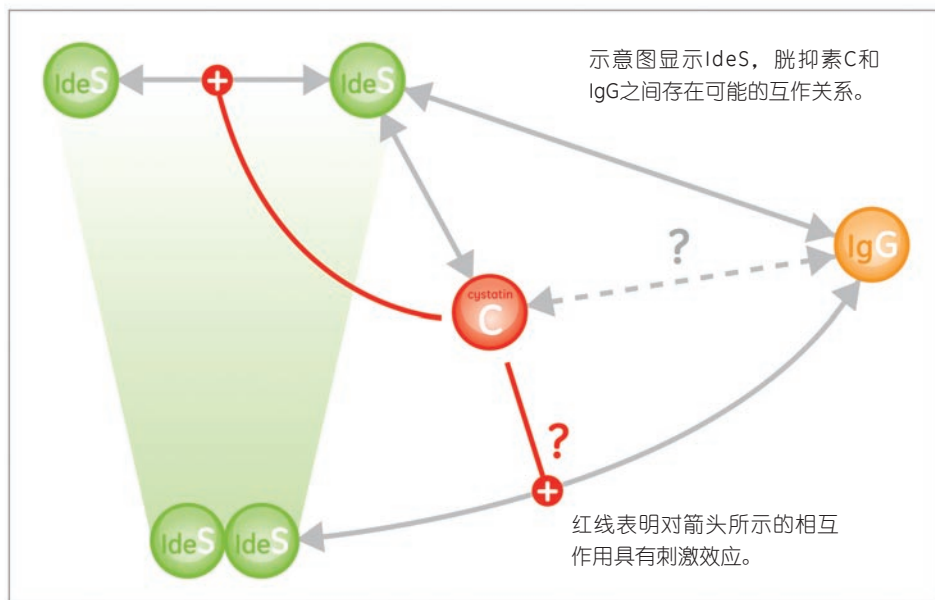 示意图显示IdeS，胱抑素C和
IgG之间存在可能的互作关系。
IdeS
+
IdeS
?
IgG
cystatin
C
?
+
IdeS
IdeS
红线表明对箭头所示的相互
作用具有刺激效应。